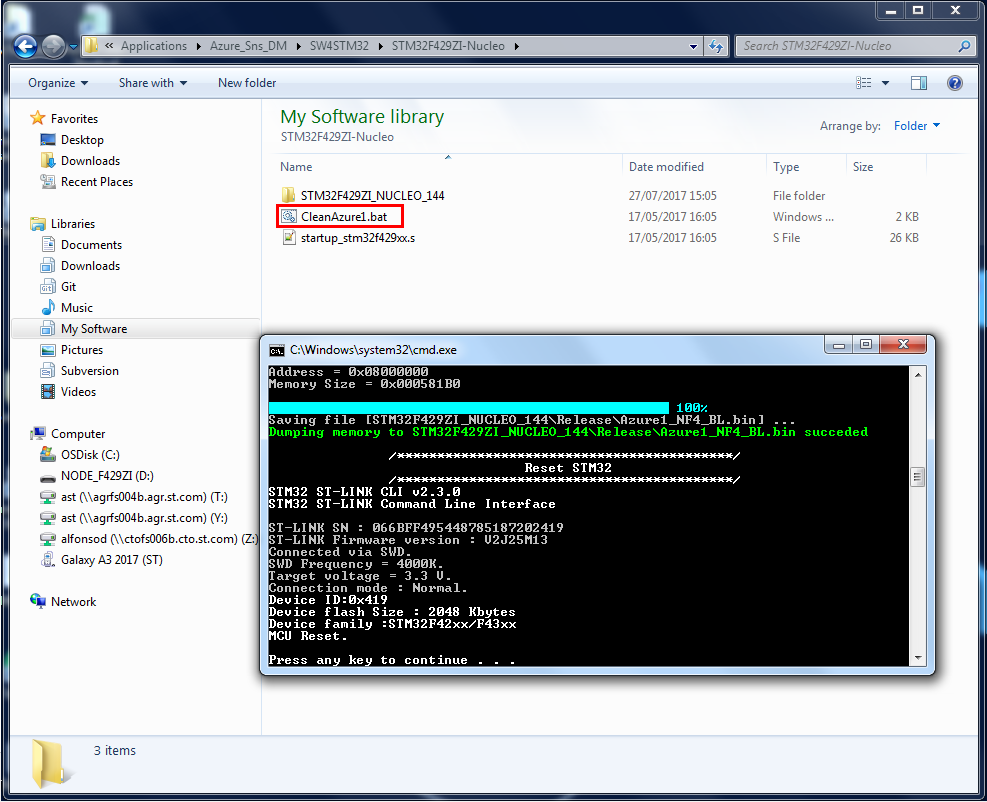 « Applications ▸ Azure_Sns_DM ▸ SW4STM32 ▸ STM32F429ZI-Nucleo ▸
Search STM32F429ZI-Nucleo
Organize Share with New folder
Favorites
Desktop
Downloads
Recent Places
Libraries
Documents
Downloads
Git
Music
My Software
Pictures
Subversion
Videos
Computer
OSDisk (C:)
NODE_F429ZI (D:)
ast (\\agrfs004b.agr.st.com) (T:)
ast (\\agrfs004b.agr.st.com) (Y:)
alfonsod (\\ctofs006b.cto.st.com) (Z:)
Galaxy A3 2017 (ST)
Network
My Software library
STM32F429ZI-Nucleo
Arrange by: Folder
Name Date modified Type Size
STM32F429ZI_NUCLEO_144 27/07/2017 15:05 File folder
CleanAzure1.bat 17/05/2017 16:05 Windows ... 2 KB
startup_stm32f429xx.s 17/05/2017 16:05 S File 26 KB
C:\Windows\system32\cmd.exe
Address = 0x08000000
Memory Size = 0x000581B0
100%
Saving file [STM32F429ZI_NUCLEO_144\Release\Azure1_NF4_BL.bin] ...
Dumping memory to STM32F429ZI_NUCLEO_144\Release\Azure1_NF4_BL.bin succeded
/******************************************/
Reset STM32
/******************************************/
STM32 ST-LINK CLI v2.3.0
STM32 ST-LINK Command Line Interface
ST-LINK SN : 066BFF495448785187202419
ST-LINK Firmware version : V2J25M13
Connected via SWD.
SWD Frequency = 4000K.
Target voltage = 3.3 V.
Connection mode : Normal.
Device ID:0x419
Device flash Size : 2048 Kbytes
Device family :STM32F42xx/F43xx
MCU Reset.
Press any key to continue . . .
3 items